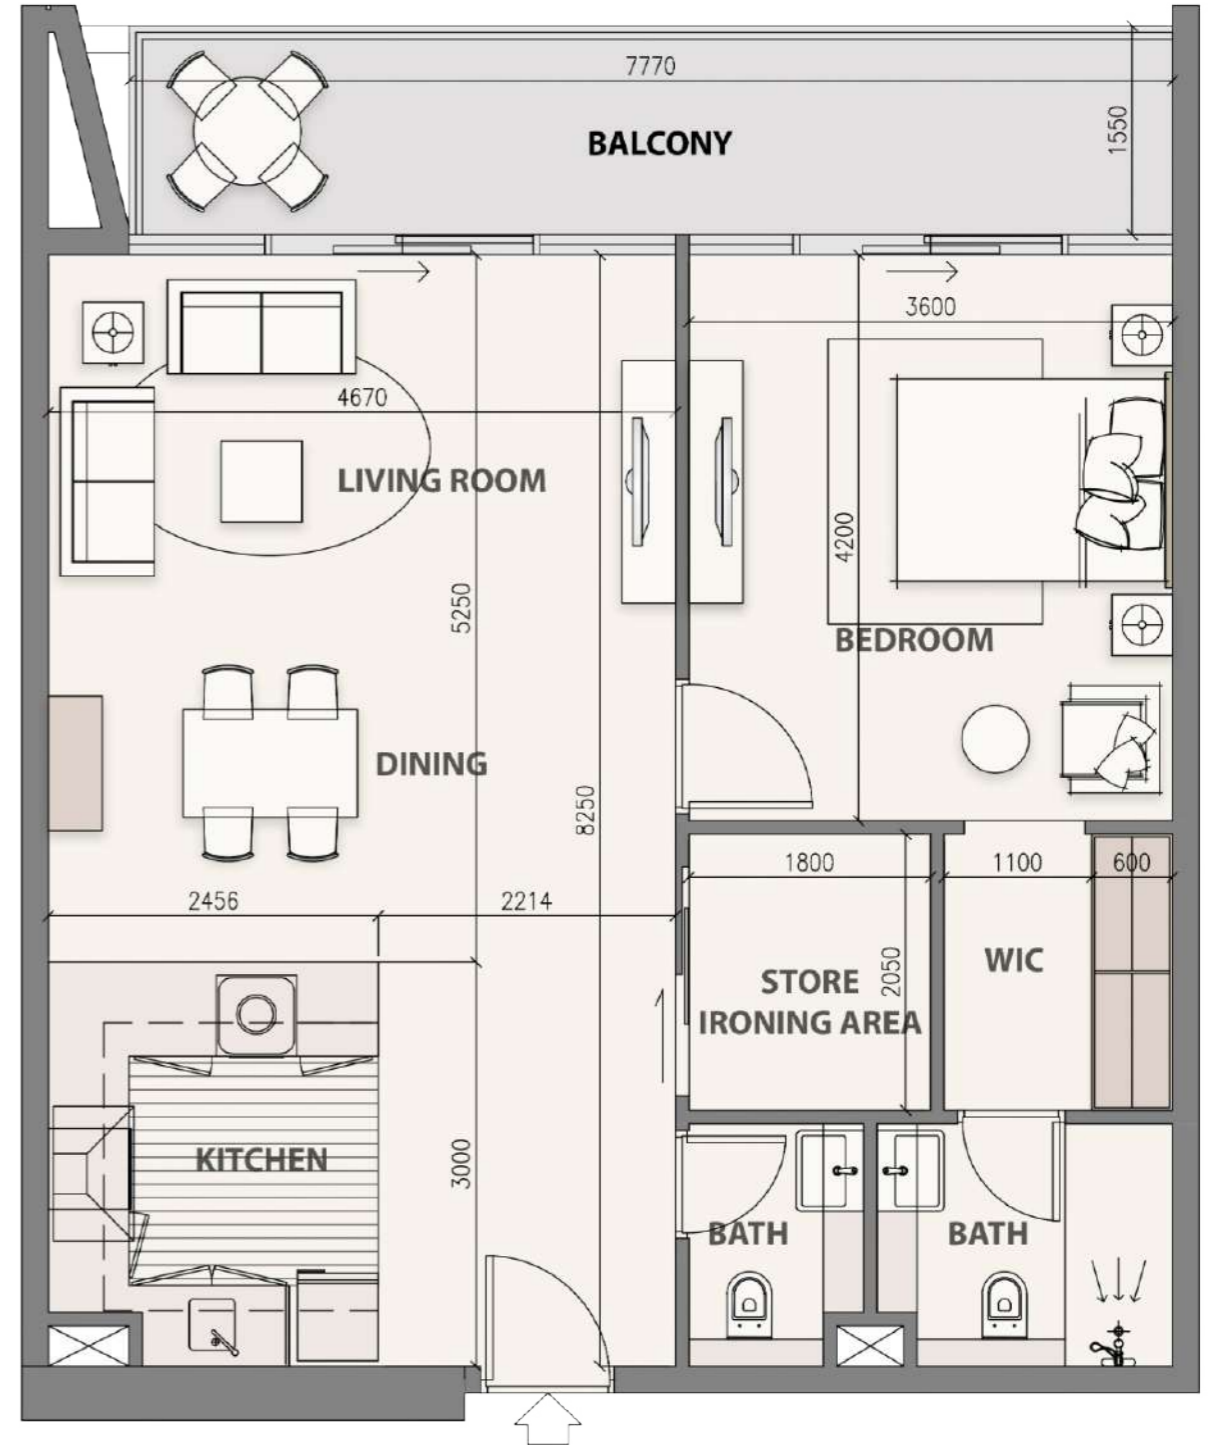 7770
1550
BALCONY
3600
4670
LIVING ROOM
4200
5250
BEDROOM
DINING
8250
1800
1100
600
2456
2214
WIC
2050
STORE
IRONING AREA
KITCHEN
3000
BATH
BATH